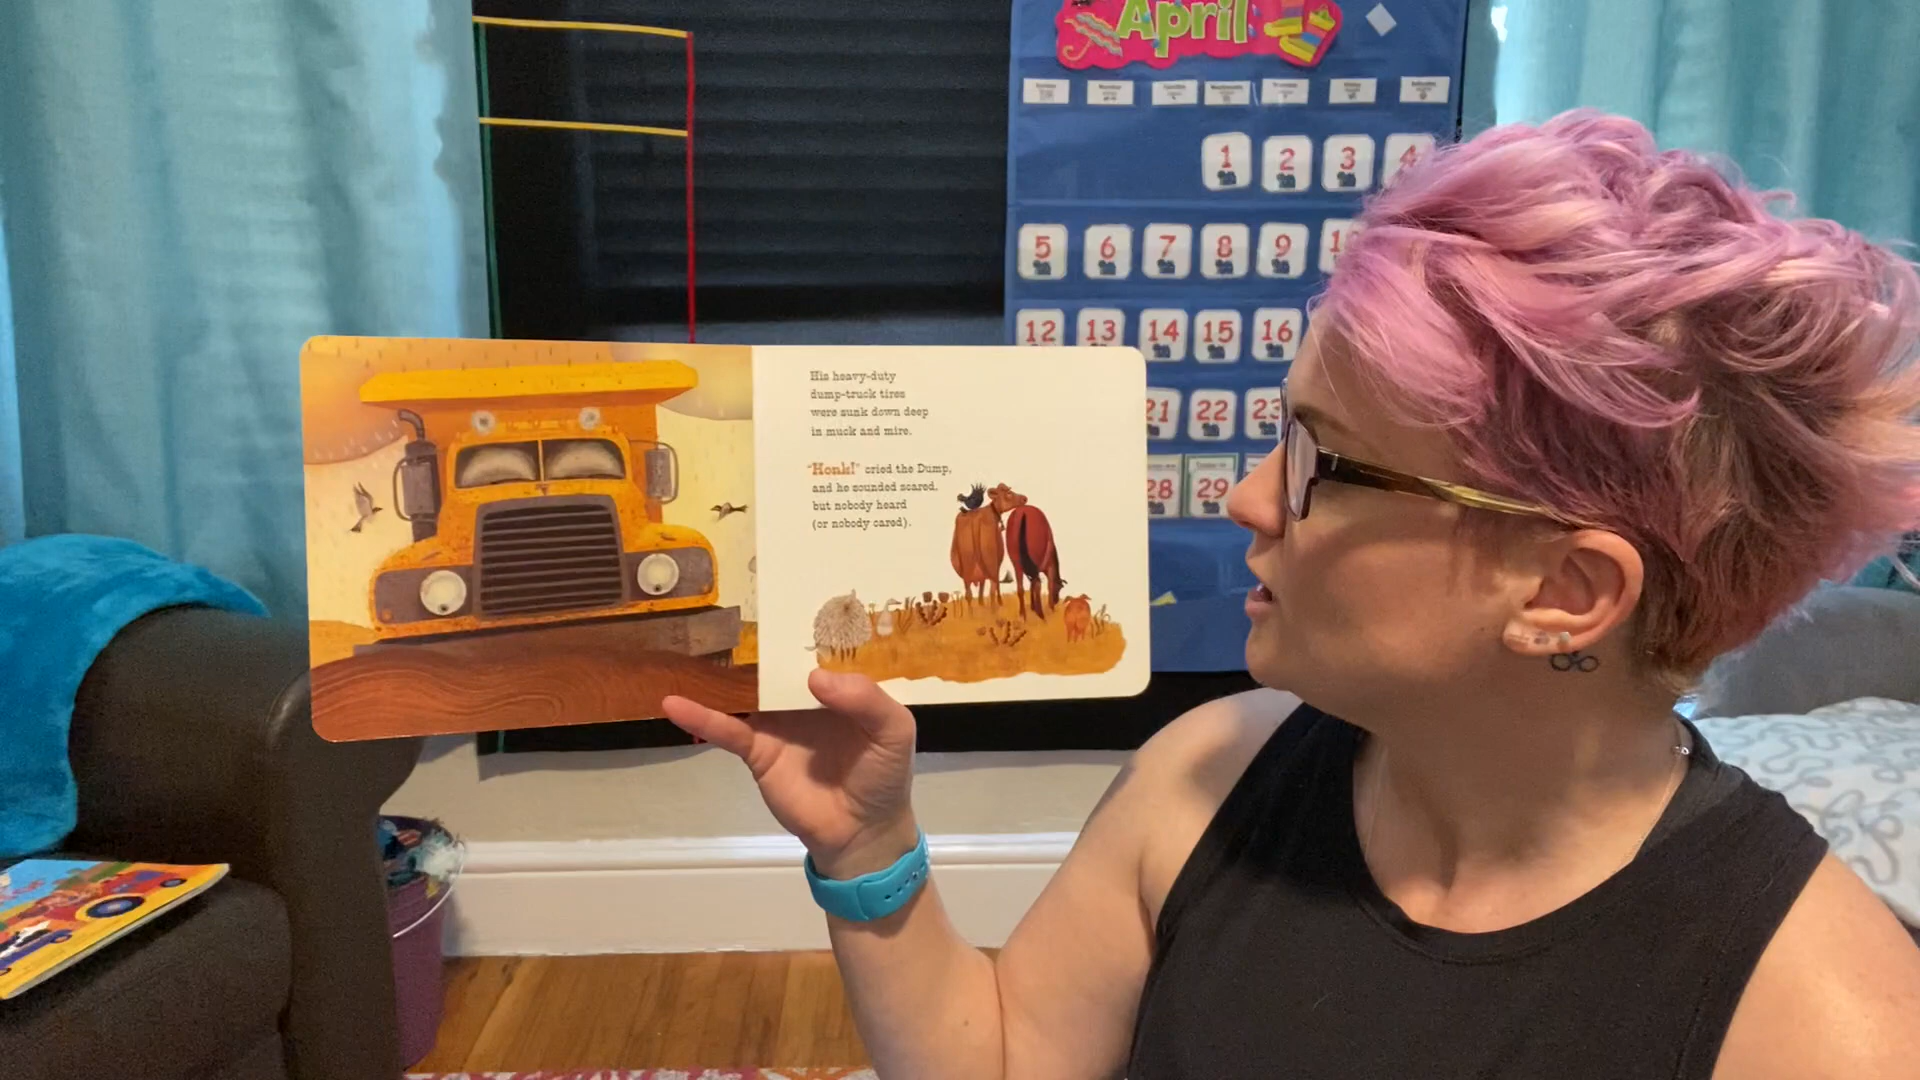 April
1 2 3 4
5 6 7 8 9
12 13 14 15 16
21 22 23
28 29
His heavy-duty
dump-truck tires
were sunk down deep
in muck and mire.
"Honk!" cried the Dump,
and he sounded scared,
but nobody heard
(or nobody cared).